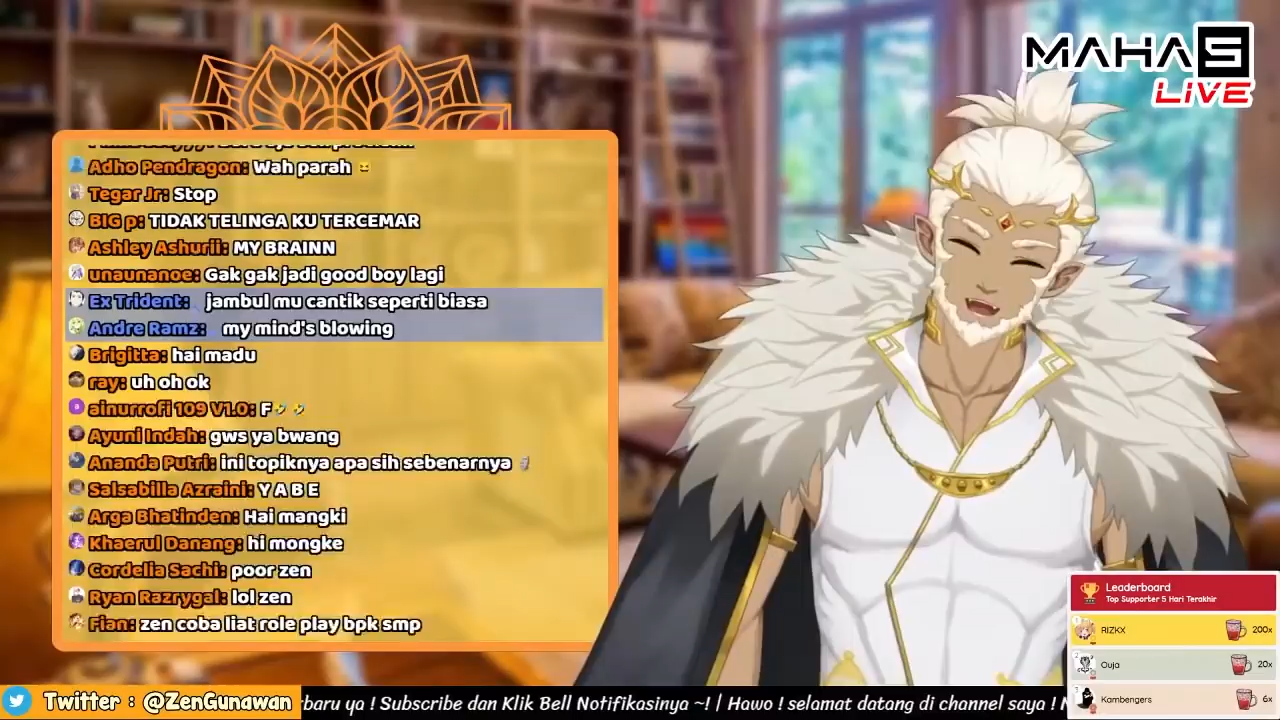 MAHA5
LIVE
Adho Pendragon: Wah parah
Tegar Jr: Stop
BIG p: TIDAK TELINGA KU TERCEMAR
Ashley Ashurii: MY BRAINN
unaunanoe: Gak gak jadi good boy lagi
Ex Trident: jambul mu cantik seperti biasa
Andre Ramz: my mind's blowing
Brigitta: hai madu
ray: uh oh ok
ainurrofi 109 V1.0: F
Ayuni Indah: gws ya bwang
Ananda Putri: ini topiknya apa sih sebenarnya
Salsabilla Azraini: Y A B E
Arga Bhatinden: Hai mangki
Khaerul Danang: hi mongke
Cordelia Sachi: poor zen
Ryan Razrygal: lol zen
Fian: zen coba liat role play bpk smp
Leaderboard
Top Supporter 5 Hari Terakhir
1 RIZKX 200x
2 Ouja 20x
Kambengers 6x
Twitter : @ZenGunawan
baru ya ! Subscribe dan Klik Bell Notifikasinya ~! | Hawo ! selamat datang di channel saya !